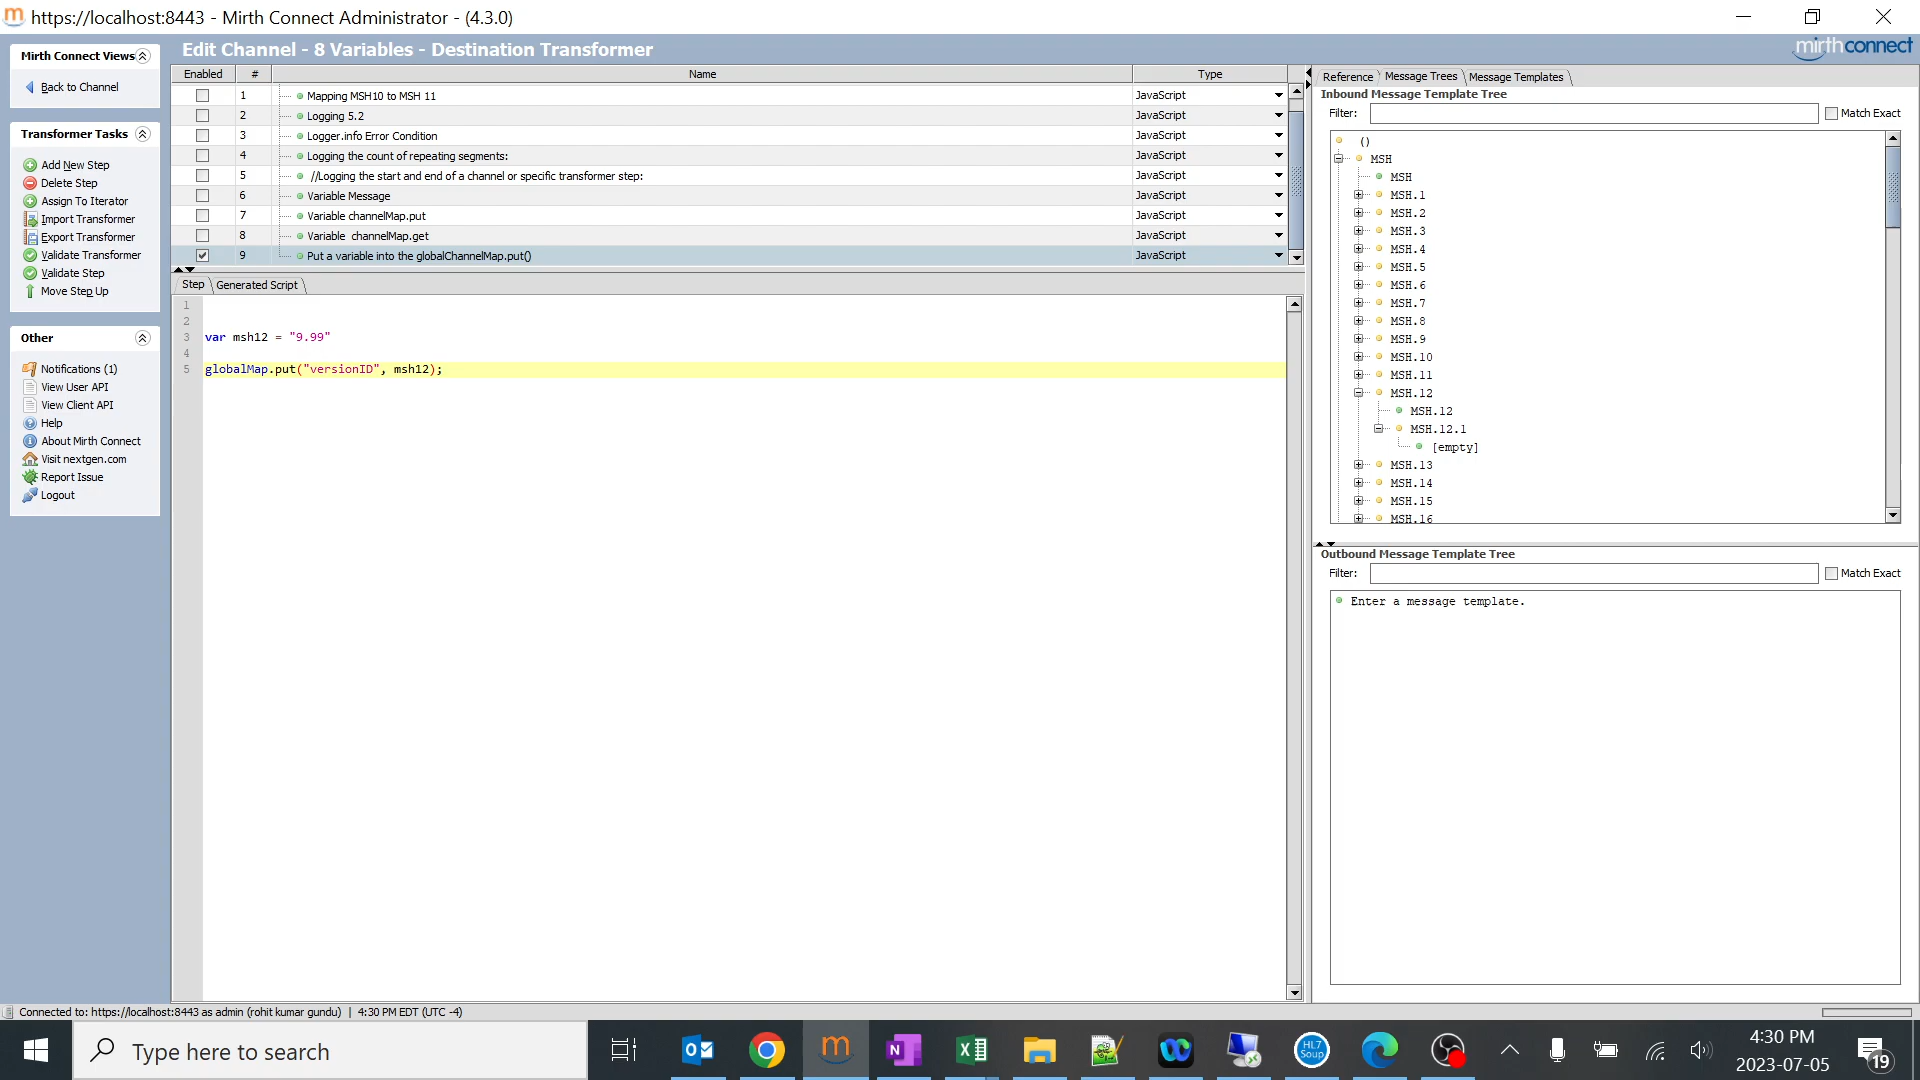 https://localhost:8443 - Mirth Connect Administrator - (4.3.0)
Mirth Connect Views
Back to Channel
Transformer Tasks
Add New Step
Delete Step
Assign To Iterator
Import Transformer
Export Transformer
Validate Transformer
Validate Step
Move Step Up
Other
Notifications (1)
View User API
View Client API
Help
About Mirth Connect
Visit nextgen.com
Report Issue
Logout
Edit Channel - 8 Variables - Destination Transformer
mirthconnect
Enabled # Name Type
1 Mapping MSH10 to MSH 11 JavaScript
2 Logging 5.2 JavaScript
3 Logger.info Error Condition JavaScript
4 Logging the count of repeating segments: JavaScript
5 //Logging the start and end of a channel or specific transformer step: JavaScript
6 Variable Message JavaScript
7 Variable channelMap.put JavaScript
8 Variable channelMap.get JavaScript
9 Put a variable into the globalChannelMap.put() JavaScript
Step Generated Script
1
2
3 var msh12 = "9.99"
4
5 globalMap.put("versionID", msh12);
Reference Message Trees Message Templates
Inbound Message Template Tree
Filter: Match Exact
()
MSH
MSH
MSH.1
MSH.2
MSH.3
MSH.4
MSH.5
MSH.6
MSH.7
MSH.8
MSH.9
MSH.10
MSH.11
MSH.12
MSH.12
MSH.12.1
[empty]
MSH.13
MSH.14
MSH.15
MSH.16
Outbound Message Template Tree
Filter: Match Exact
Enter a message template.
Connected to: https://localhost:8443 as admin (rohit kumar gundu) | 4:30 PM EDT (UTC -4)
Type here to search
HL7
Soup
4:30 PM
2023-07-05
19